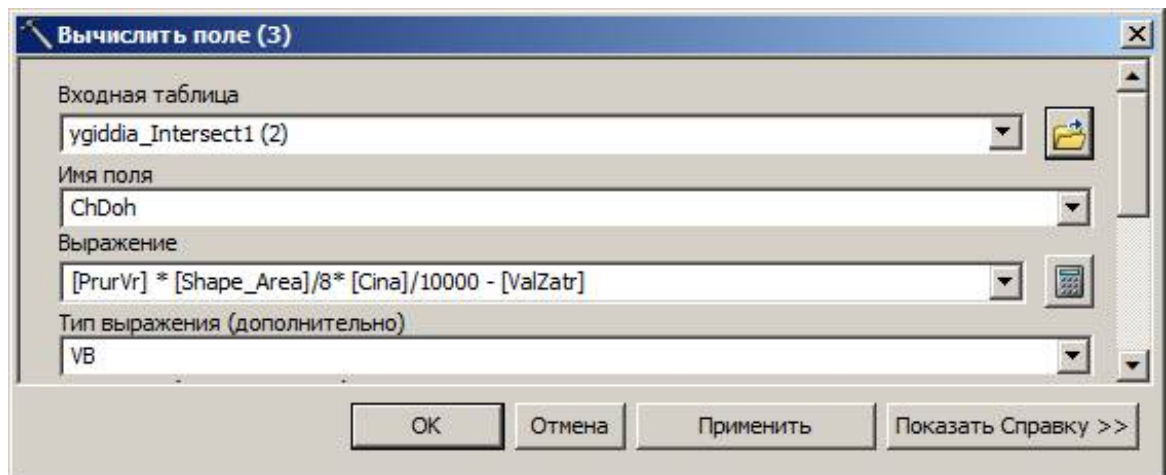 Вычислить поле (3)
Входная таблица
ygiddia_Intersect1 (2)
Имя поля
ChDoh
Выражение
[PrurVr] * [Shape_Area]/8* [Cina]/10000 - [ValZatr]
Тип выражения (дополнительно)
VB
OK Отмена Применить Показать Справку >>